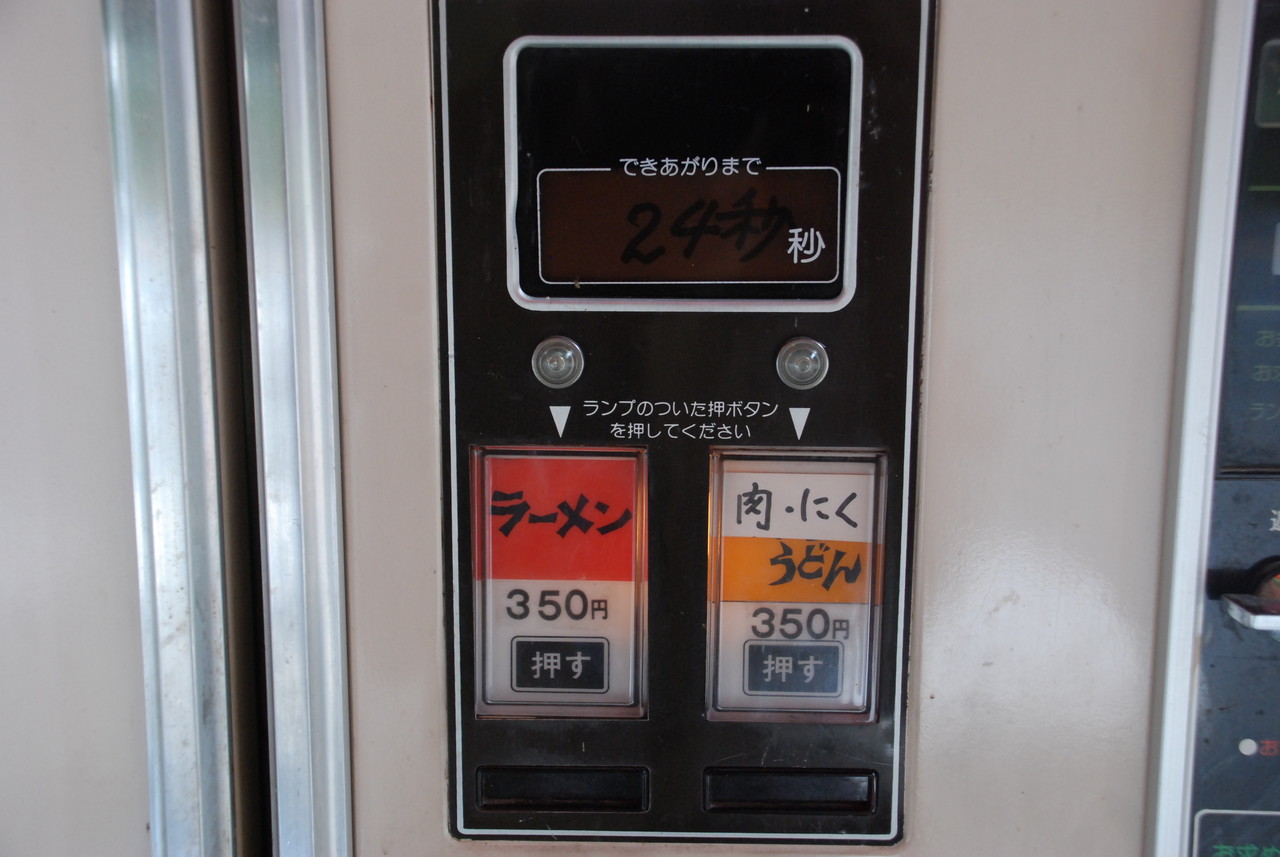 できあがりまで
24秒
秒
ランプのついた押ボタン
を押してください
ラーメン
350円
押す
肉・にく
うどん
350円
押す